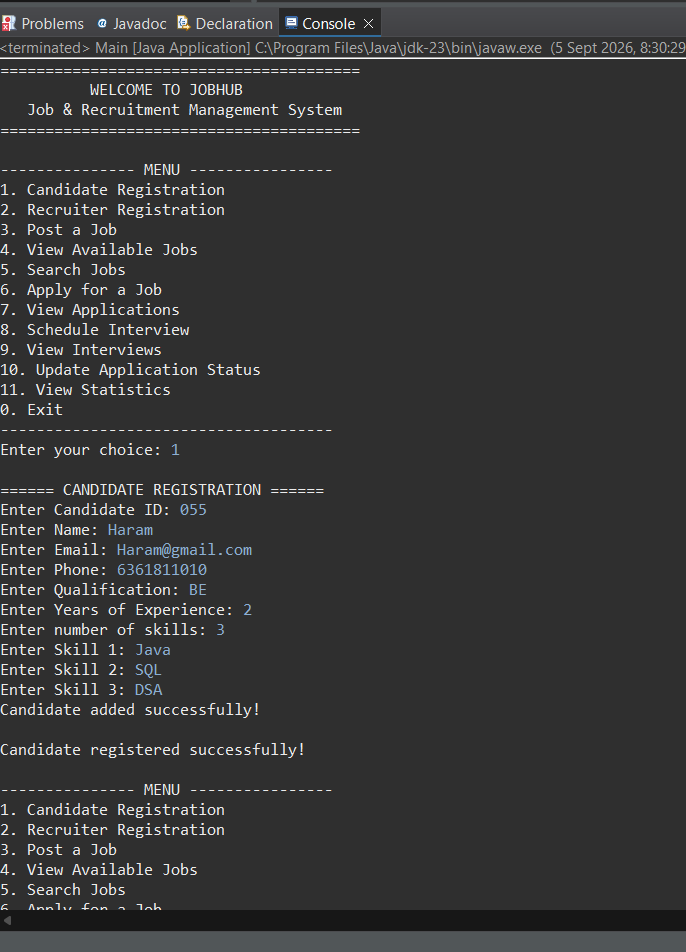 Problems @ Javadoc Declaration Console
<terminated> Main [Java Application] C:\Program Files\Java\jdk-23\bin\javaw.exe (5 Sept 2026, 8:30:29
========================================
WELCOME TO JOBHUB
Job & Recruitment Management System
========================================
--------------- MENU ----------------
1. Candidate Registration
2. Recruiter Registration
3. Post a Job
4. View Available Jobs
5. Search Jobs
6. Apply for a Job
7. View Applications
8. Schedule Interview
9. View Interviews
10. Update Application Status
11. View Statistics
0. Exit
-------------------------------------
Enter your choice: 1
====== CANDIDATE REGISTRATION ======
Enter Candidate ID: 055
Enter Name: Haram
Enter Email: Haram@gmail.com
Enter Phone: 6361811010
Enter Qualification: BE
Enter Years of Experience: 2
Enter number of skills: 3
Enter Skill 1: Java
Enter Skill 2: SQL
Enter Skill 3: DSA
Candidate added successfully!
Candidate registered successfully!
--------------- MENU ----------------
1. Candidate Registration
2. Recruiter Registration
3. Post a Job
4. View Available Jobs
5. Search Jobs
6. Apply for a Job